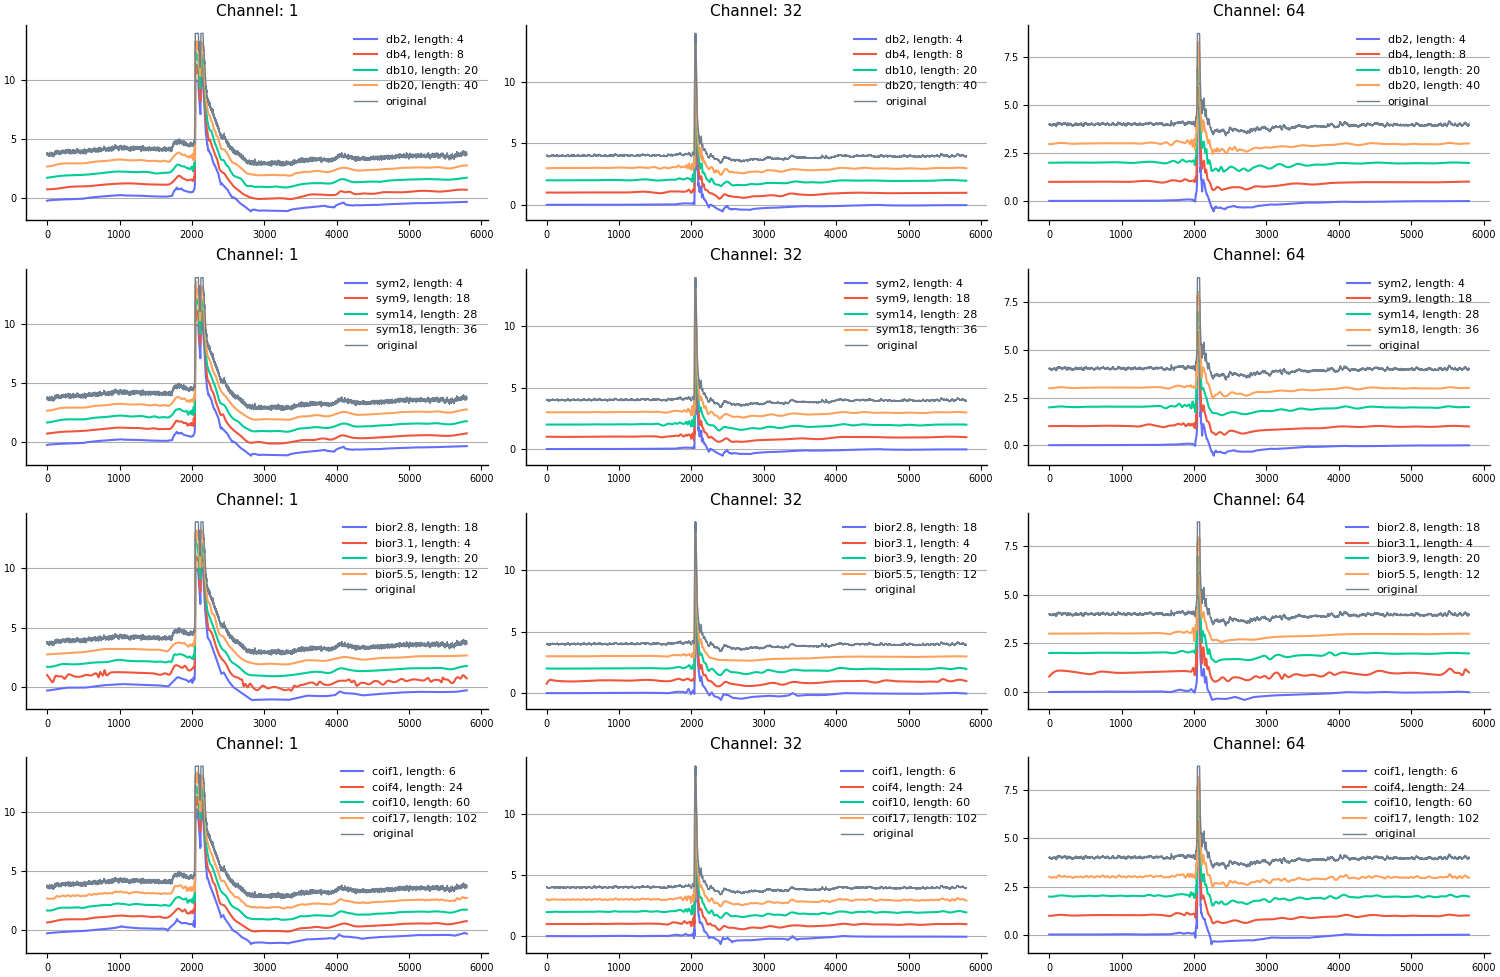 Channel: 1
db2, length: 4
db4, length: 8
db10, length: 20
db20, length: 40
original
10
5
0
0 1000 2000 3000 4000 5000 6000
Channel: 32
db2, length: 4
db4, length: 8
db10, length: 20
db20, length: 40
original
10
5
0
0 1000 2000 3000 4000 5000 6000
Channel: 64
db2, length: 4
db4, length: 8
db10, length: 20
db20, length: 40
original
7.5
5.0
2.5
0.0
0 1000 2000 3000 4000 5000 6000
Channel: 1
sym2, length: 4
sym9, length: 18
sym14, length: 28
sym18, length: 36
original
10
5
0
0 1000 2000 3000 4000 5000 6000
Channel: 32
sym2, length: 4
sym9, length: 18
sym14, length: 28
sym18, length: 36
original
10
5
0
0 1000 2000 3000 4000 5000 6000
Channel: 64
sym2, length: 4
sym9, length: 18
sym14, length: 28
sym18, length: 36
original
7.5
5.0
2.5
0.0
0 1000 2000 3000 4000 5000 6000
Channel: 1
bior2.8, length: 18
bior3.1, length: 4
bior3.9, length: 20
bior5.5, length: 12
original
10
5
0
0 1000 2000 3000 4000 5000 6000
Channel: 32
bior2.8, length: 18
bior3.1, length: 4
bior3.9, length: 20
bior5.5, length: 12
original
10
5
0
0 1000 2000 3000 4000 5000 6000
Channel: 64
bior2.8, length: 18
bior3.1, length: 4
bior3.9, length: 20
bior5.5, length: 12
original
7.5
5.0
2.5
0.0
0 1000 2000 3000 4000 5000 6000
Channel: 1
coif1, length: 6
coif4, length: 24
coif10, length: 60
coif17, length: 102
original
10
5
0
0 1000 2000 3000 4000 5000 6000
Channel: 32
coif1, length: 6
coif4, length: 24
coif10, length: 60
coif17, length: 102
original
10
5
0
0 1000 2000 3000 4000 5000 6000
Channel: 64
coif1, length: 6
coif4, length: 24
coif10, length: 60
coif17, length: 102
original
7.5
5.0
2.5
0.0
0 1000 2000 3000 4000 5000 6000